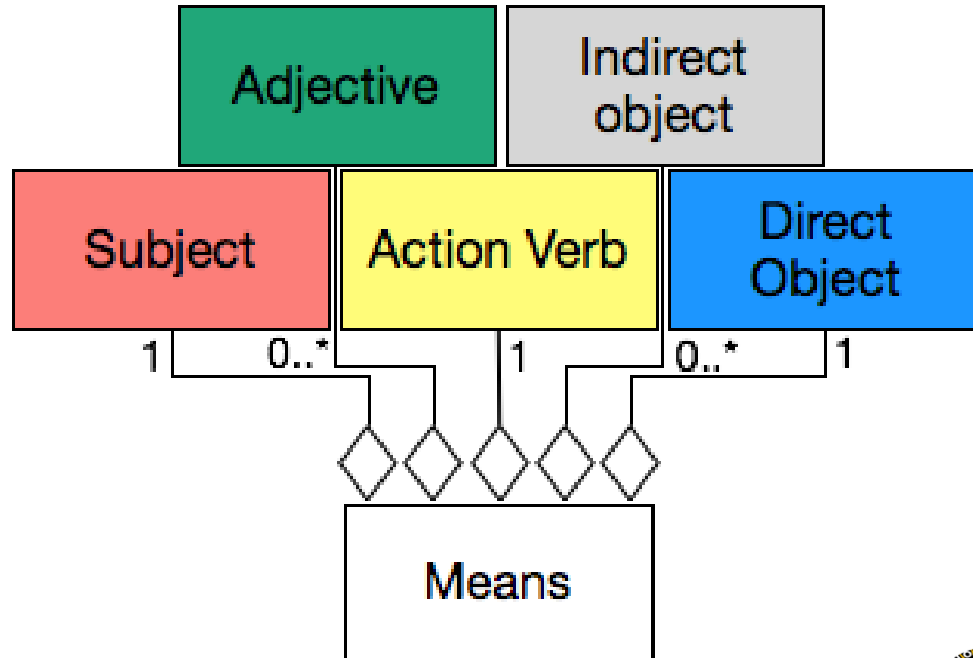 Adjective
Indirect
object
Subject
Action Verb
Direct
Object
1
0..*
1
0..*
1
Means